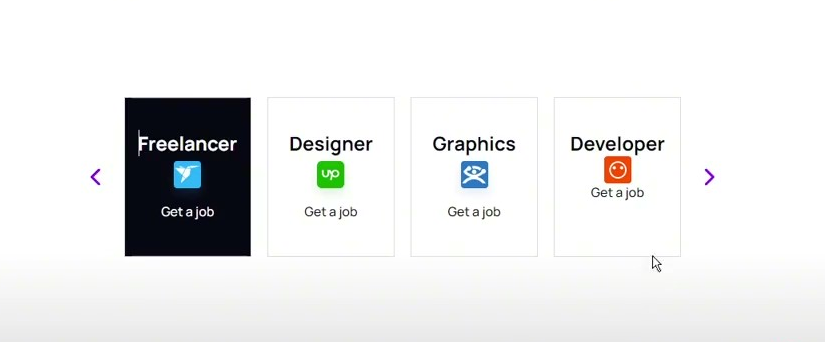 Freelancer
Designer
Graphics
Developer
up
Get a job
Get a job
Get a job
Get a job